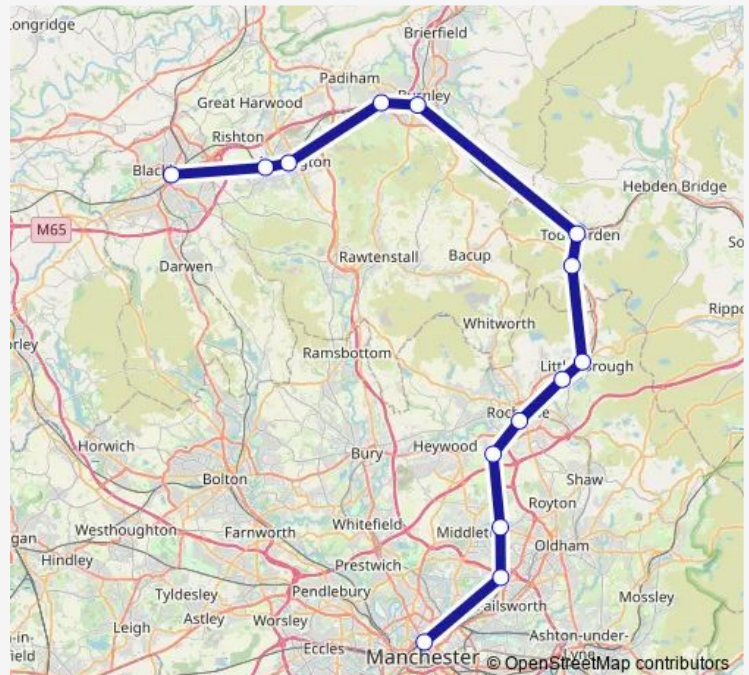 Longridge
Brierfield
Padiham
Great Harwood
Burnley
Rishton
Hebden Bridge
M65
Darwen
Rawtenstall
Bacup
Whitworth
Ramsbottom
Horwich
Bury
Heywood
Bolton
Shaw
Royton
Westhoughton
Farnworth
Whitefield
Oldham
Hindley
Prestwich
Tyldesley
Pendlebury
Mossley
Astley
Worsley
Leigh
Eccles
Ashton-under-
Lyne
Manchester
© OpenStreetMap contributors